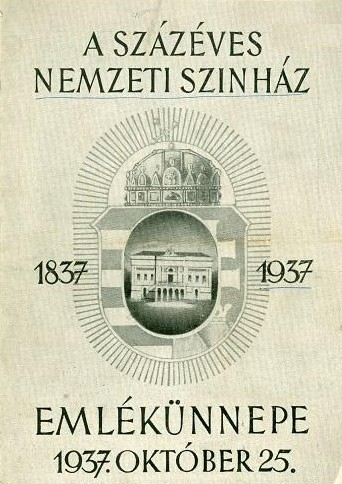 A SZÁZÉVES
NEMZETI SZINHÁZ
1837 1937
EMLÉKÜNNEPE
1937. OKTÓBER 25.